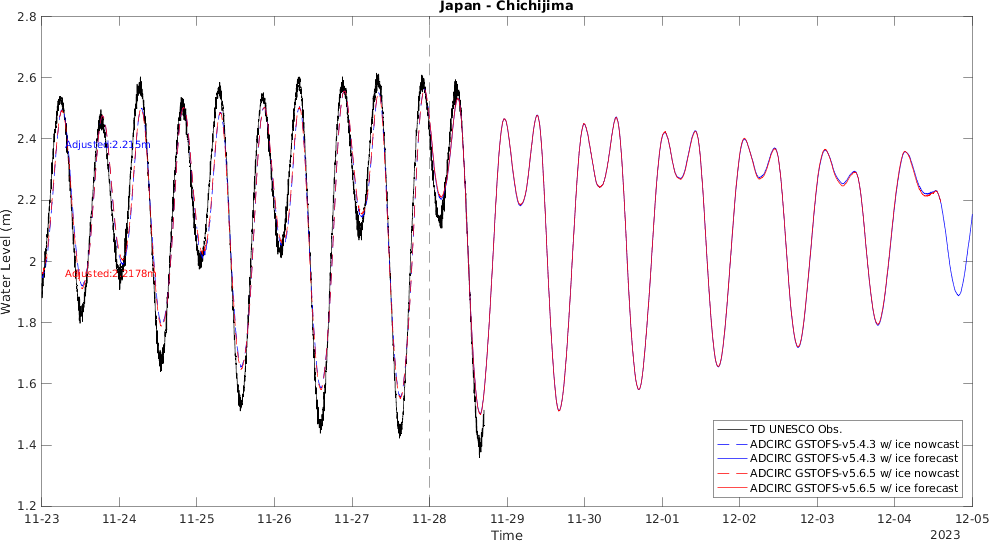 Japan - Chichijima
2.8
2.6
2.4
2.2
2
1.8
1.6
1.4
1.2
Water Level (m)
Adjusted:2.215m
Adjusted:2.2178m
TD UNESCO Obs.
ADCIRC GSTOFS-v5.4.3 w/ ice nowcast
ADCIRC GSTOFS-v5.4.3 w/ ice forecast
ADCIRC GSTOFS-v5.6.5 w/ ice nowcast
ADCIRC GSTOFS-v5.6.5 w/ ice forecast
11-23 11-24 11-25 11-26 11-27 11-28 11-29 11-30 12-01 12-02 12-03 12-04 12-05
Time
2023